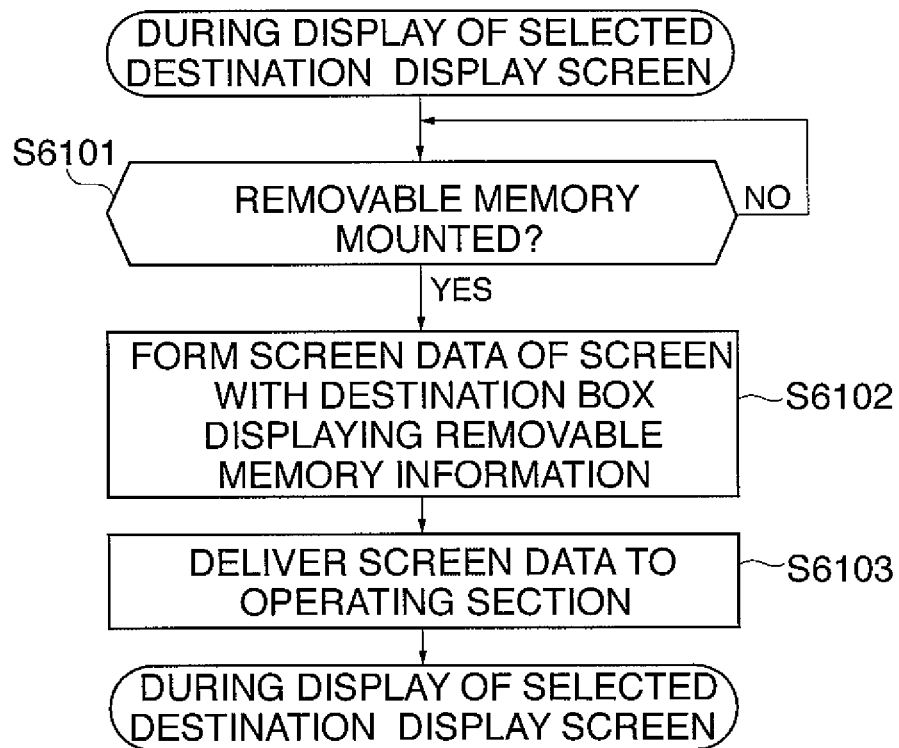 DURING DISPLAY OF SELECTED
DESTINATION DISPLAY SCREEN
S6101
REMOVABLE MEMORY
MOUNTED?
NO
YES
FORM SCREEN DATA OF SCREEN
WITH DESTINATION BOX
DISPLAYING REMOVABLE
MEMORY INFORMATION
S6102
DELIVER SCREEN DATA TO
OPERATING SECTION
S6103
DURING DISPLAY OF SELECTED
DESTINATION DISPLAY SCREEN